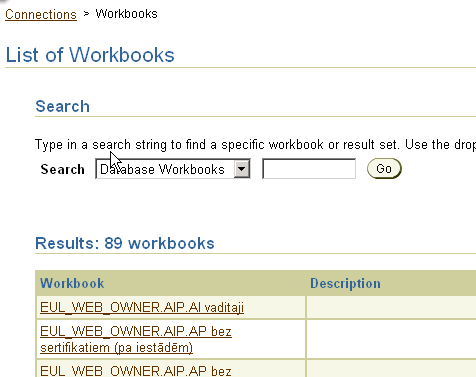 Connections > Workbooks
List of Workbooks
Search
Type in a search string to find a specific workbook or result set. Use the drop
Search Database Workbooks Go
Results: 89 workbooks
Workbook Description
EUL_WEB_OWNER.AIP.AI vaditaji
EUL_WEB_OWNER.AIP.AP bez
sertifikatiem (pa iestādēm)
EUL_WEB_OWNER.AIP.AP bez